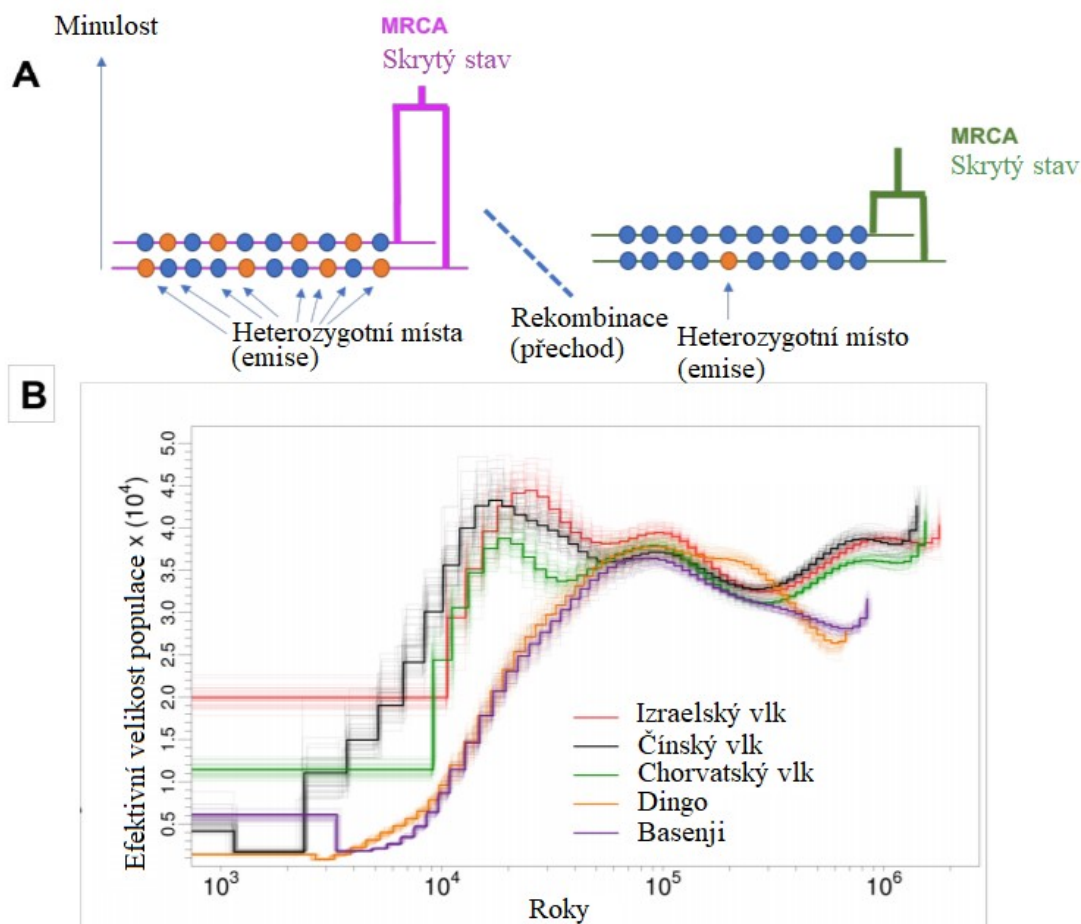 Minulost
A
MRCA
Skrytý stav
MRCA
Skrytý stav
Heterozygotní místa
(emise)
Rekombinace
(přechod)
Heterozygotní místo
(emise)
B
Efektivní velikost populace x (10⁴)
5.0
4.5
4.0
3.5
3.0
2.5
2.0
1.5
1.0
0.5
Izraelský vlk
Čínský vlk
Chorvatský vlk
Dingo
Basenji
10³
10⁴
10⁵
10⁶
Roky